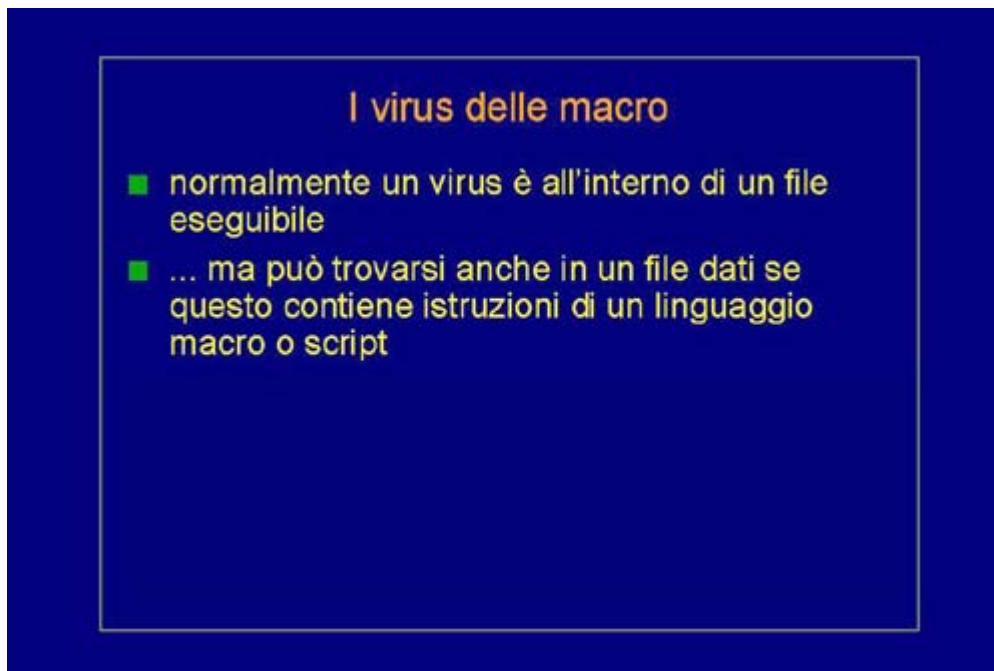 I virus delle macro
normalmente un virus è all'interno di un file
eseguibile
... ma può trovarsi anche in un file dati se
questo contiene istruzioni di un linguaggio
macro o script